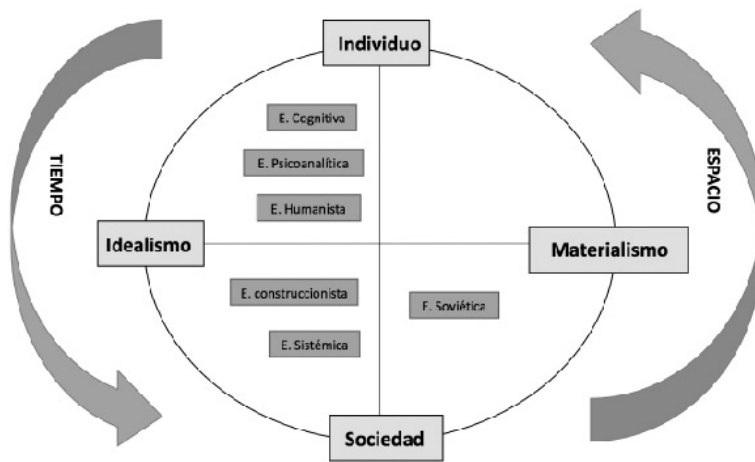 Individuo
E. Cognitiva
E. Psicoanalítica
E. Humanista
TIEMPO
ESPACIO
Idealismo
Materialismo
E. construccionista
E. Soviética
E. Sistémica
Sociedad